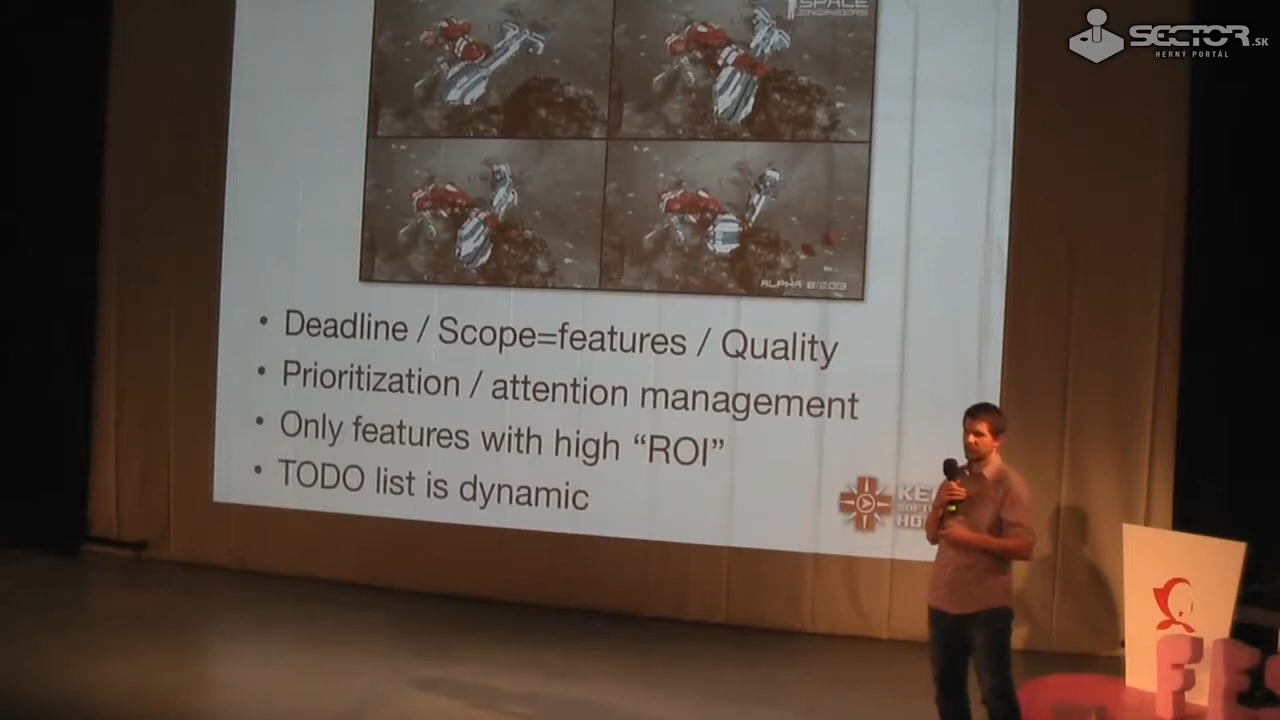 SPACE
ENGINEERS
SECTOR.SK
HERNÝ PORTÁL
ALPHA 8/2013
• Deadline / Scope=features / Quality
• Prioritization / attention management
• Only features with high “ROI”
• TODO list is dynamic